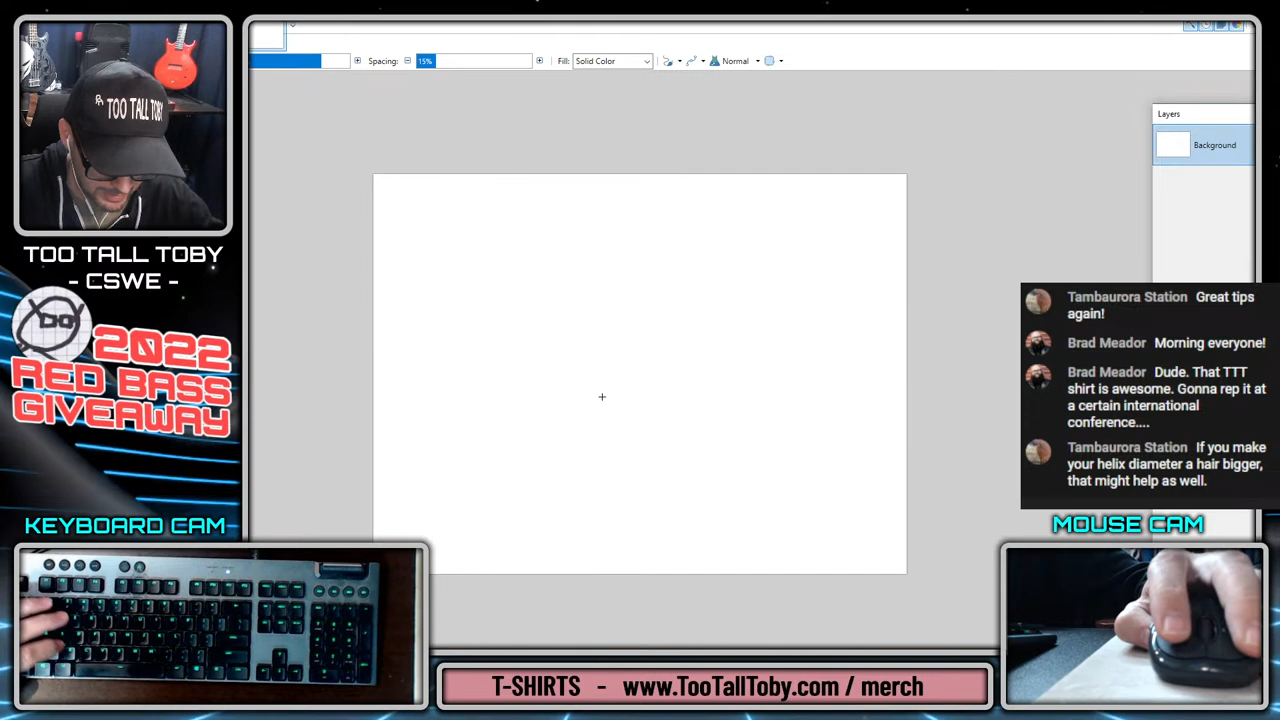 Spacing:
15%
Fill:
Solid Color
Normal
Layers
Background
TOO TALL TOBY
TOO TALL TOBY
- CSWE -
2022
RED BASS
GIVEAWAY
Tambaurora Station Great tips
again!
Brad Meador Morning everyone!
Brad Meador Dude. That TTT
shirt is awesome. Gonna rep it at
a certain international
conference....
Tambaurora Station If you make
your helix diameter a hair bigger,
that might help as well.
KEYBOARD CAM
MOUSE CAM
T-SHIRTS - www.TooTallToby.com / merch